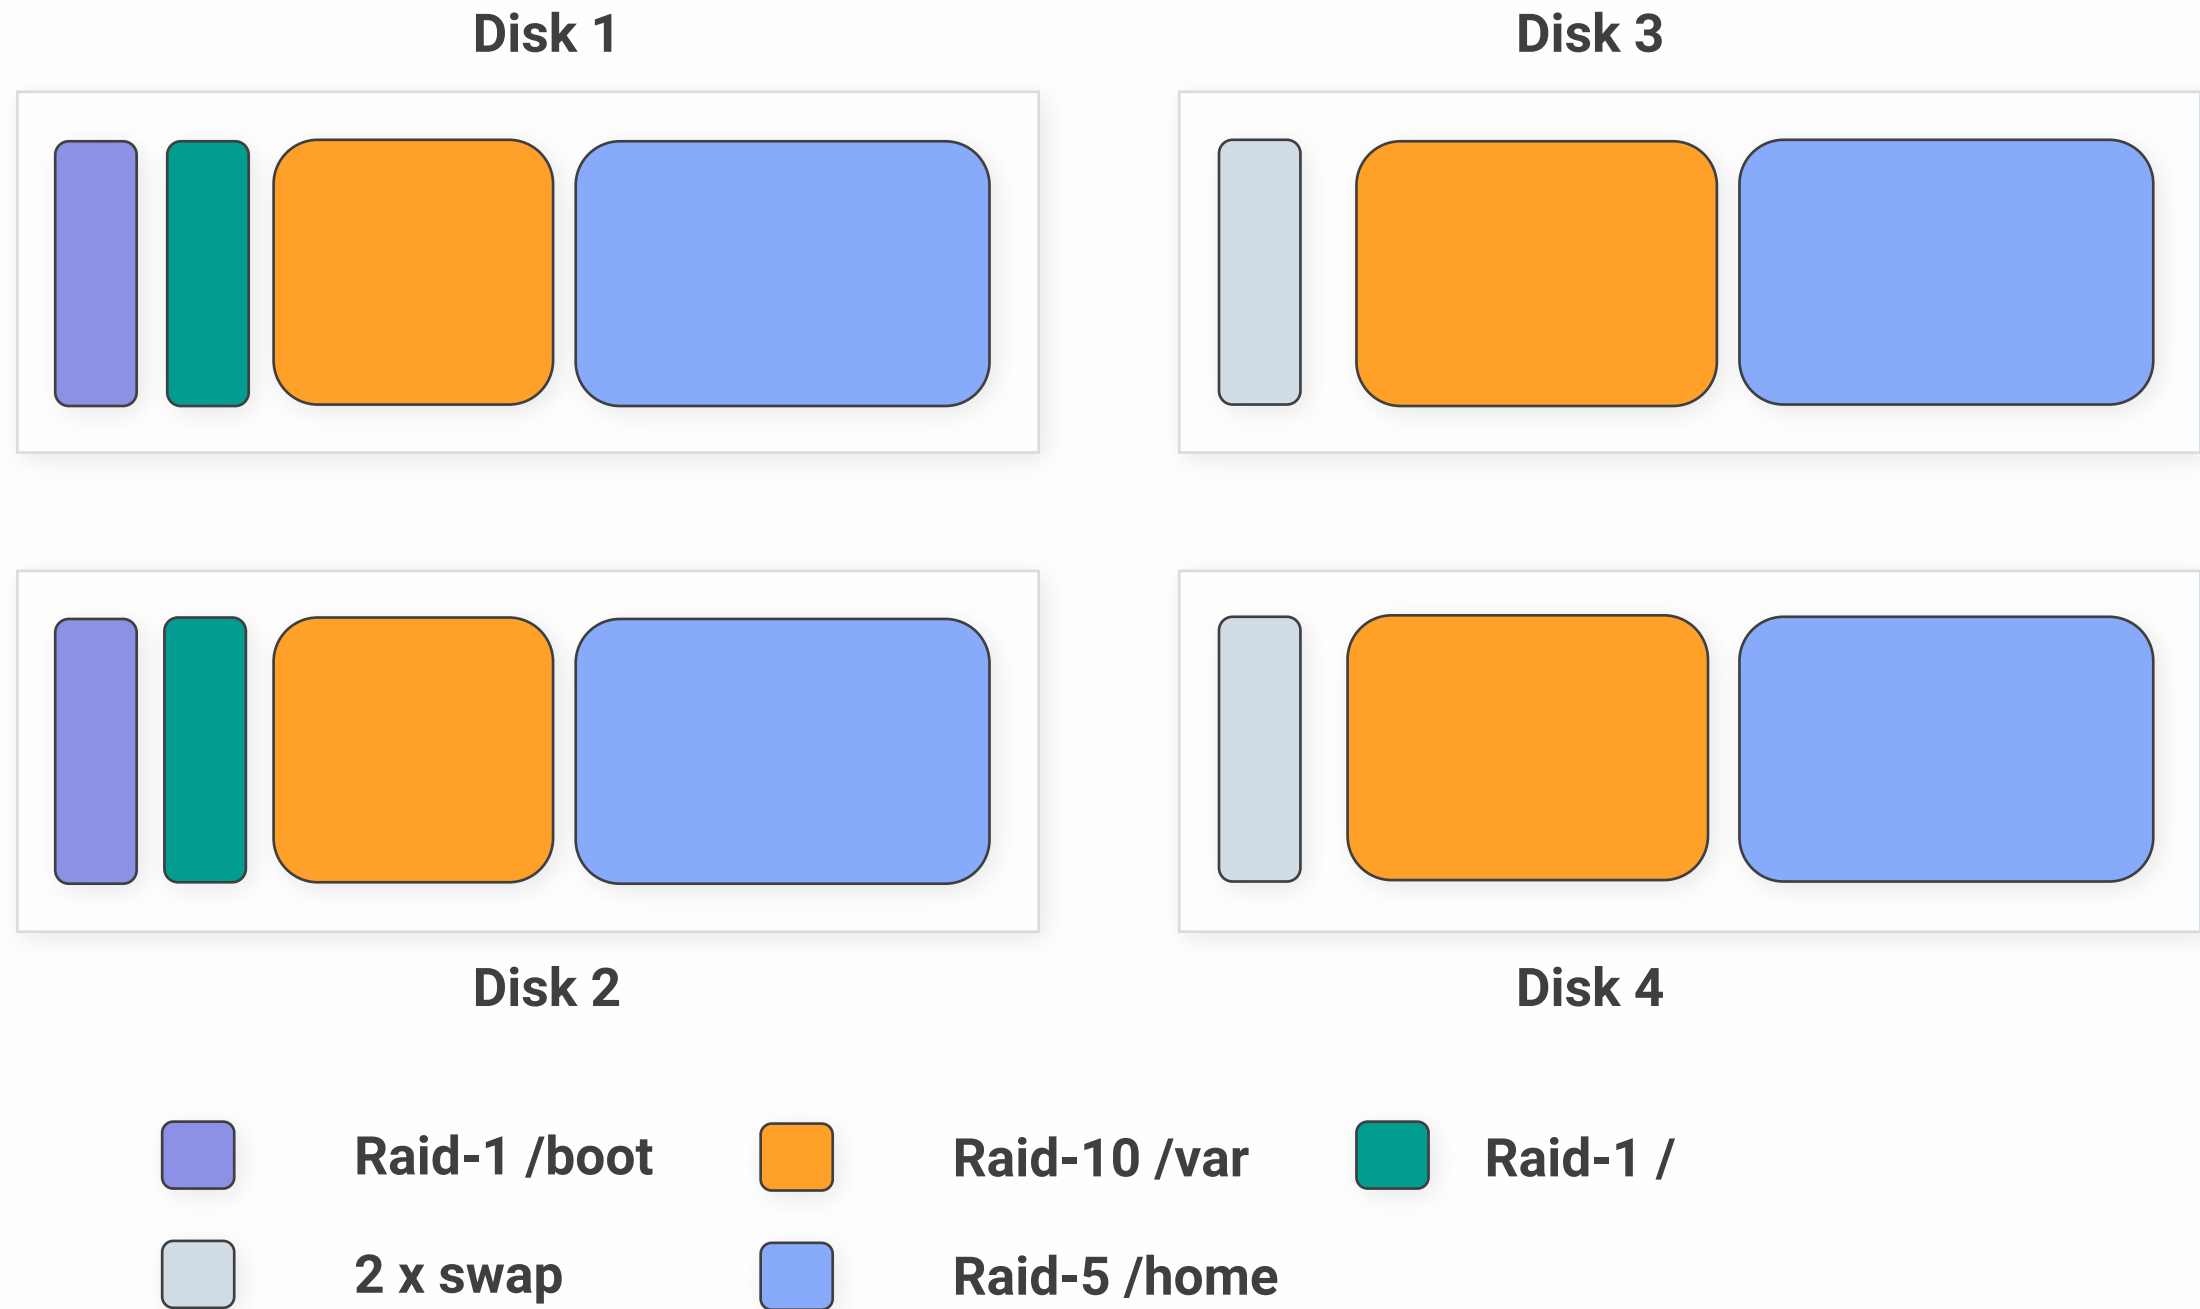 Disk 1
Disk 3
Disk 2
Disk 4
Raid-1 /boot
Raid-10 /var
Raid-1 /
2 x swap
Raid-5 /home